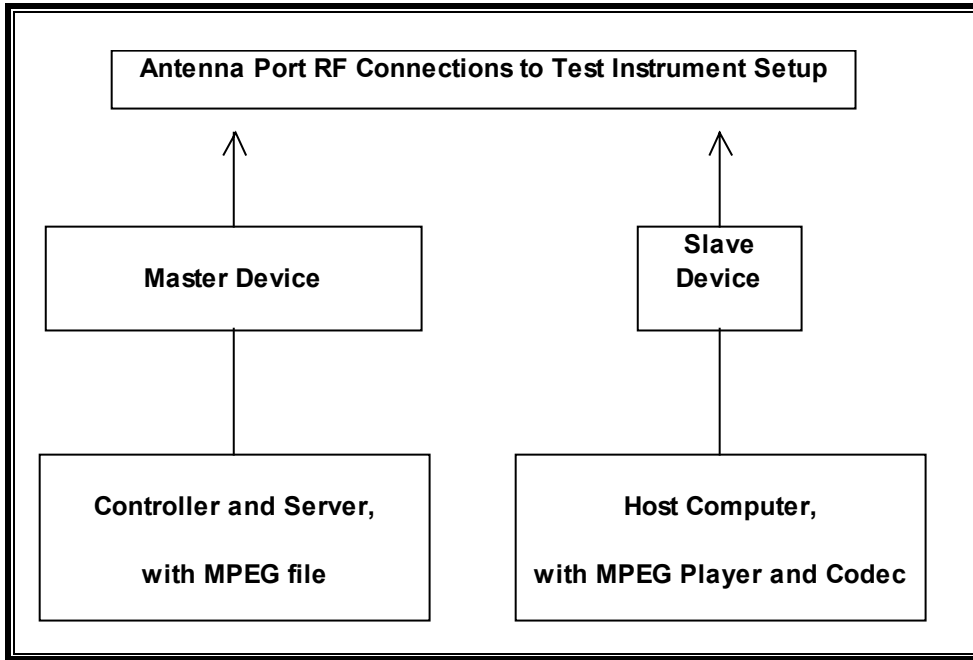 Antenna Port RF Connections to Test Instrument Setup
Master Device
Slave
Device
Controller and Server,
with MPEG file
Host Computer,
with MPEG Player and Codec